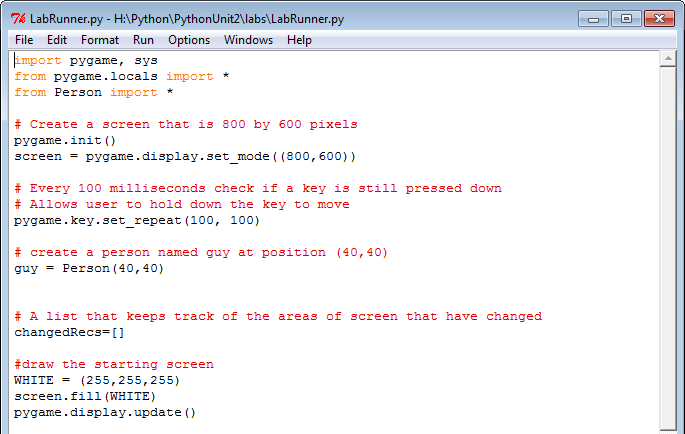 LabRunner.py - H:\Python\PythonUnit2\labs\LabRunner.py
File Edit Format Run Options Windows Help
import pygame, sys
from pygame.locals import *
from Person import *
# Create a screen that is 800 by 600 pixels
pygame.init()
screen = pygame.display.set_mode((800,600))
# Every 100 milliseconds check if a key is still pressed down
# Allows user to hold down the key to move
pygame.key.set_repeat(100, 100)
# create a person named guy at position (40,40)
guy = Person(40,40)
# A list that keeps track of the areas of screen that have changed
changedRecs=[]
#draw the starting screen
WHITE = (255,255,255)
screen.fill(WHITE)
pygame.display.update()